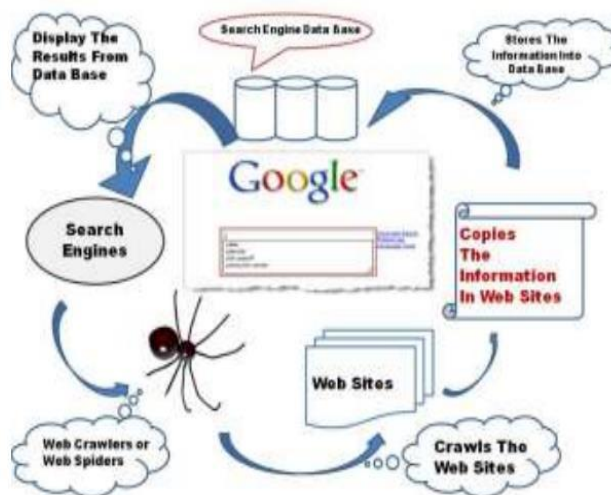 Display The
Results From
Data Base
Search Engine Data Base
Stores The
Information Into
Data Base
Google
Search
Engines
Copies
The
Information
In Web Sites
Web Sites
Web Crawlers or
Web Spiders
Crawls The
Web Sites